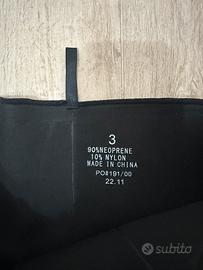 3
90%NEOPRENE
10% NYLON
MADE IN CHINA
PO#191/00
22.11
subito